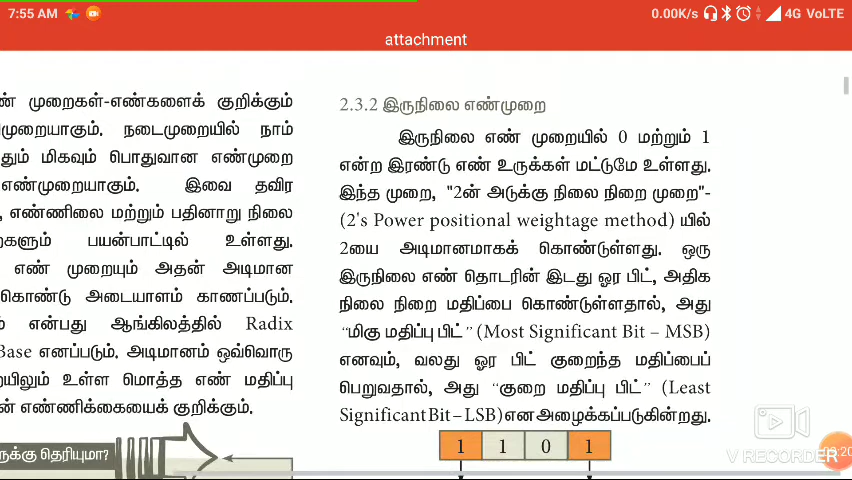 7:55 AM
0.00K/s 4G VoLTE
attachment
முறைகள்-எண்களைக் குறிக்கும்
முறையாகும். நடைமுறையில் நாம்
மிகவும் பொதுவான எண்முறை
எண்முறையாகும். இவை தவிர
, எண்ணிலை மற்றும் பதினாறு நிலை
களும் பயன்பாட்டில் உள்ளது.
எண் முறையும் அதன் அடிமான
கொண்டு அடையாளம் காணப்படும்.
என்பது ஆங்கிலத்தில் Radix
Base எனப்படும். அடிமானம் ஒவ்வொரு
யிலும் உள்ள மொத்த எண் மதிப்பு
எண்ணிக்கையைக் குறிக்கும்.
ருக்கு தெரியுமா?
2.3.2 இருநிலை எண்முறை
இருநிலை எண் முறையில் 0 மற்றும் 1
என்ற இரண்டு எண் உருக்கள் மட்டுமே உள்ளது.
இந்த முறை, "2ன் அடுக்கு நிலை நிறை முறை"-
(2's Power positional weightage method) யில்
2யை அடிமானமாகக் கொண்டுள்ளது. ஒரு
இருநிலை எண் தொடரின் இடது ஓர பிட், அதிக
நிலை நிறை மதிப்பை கொண்டுள்ளதால், அது
“மிகு மதிப்பு பிட்” (Most Significant Bit – MSB)
எனவும், வலது ஓர பிட் குறைந்த மதிப்பைப்
பெறுவதால், அது “குறை மதிப்பு பிட்” (Least
Significant Bit – LSB) என அழைக்கப்படுகின்றது.
1 1 0 1
V RECORDER